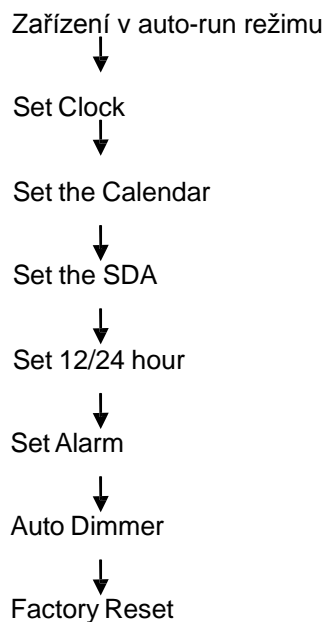 Zařízení v auto-run režimu
Set Clock
Set the Calendar
Set the SDA
Set 12/24 hour
Set Alarm
Auto Dimmer
Factory Reset